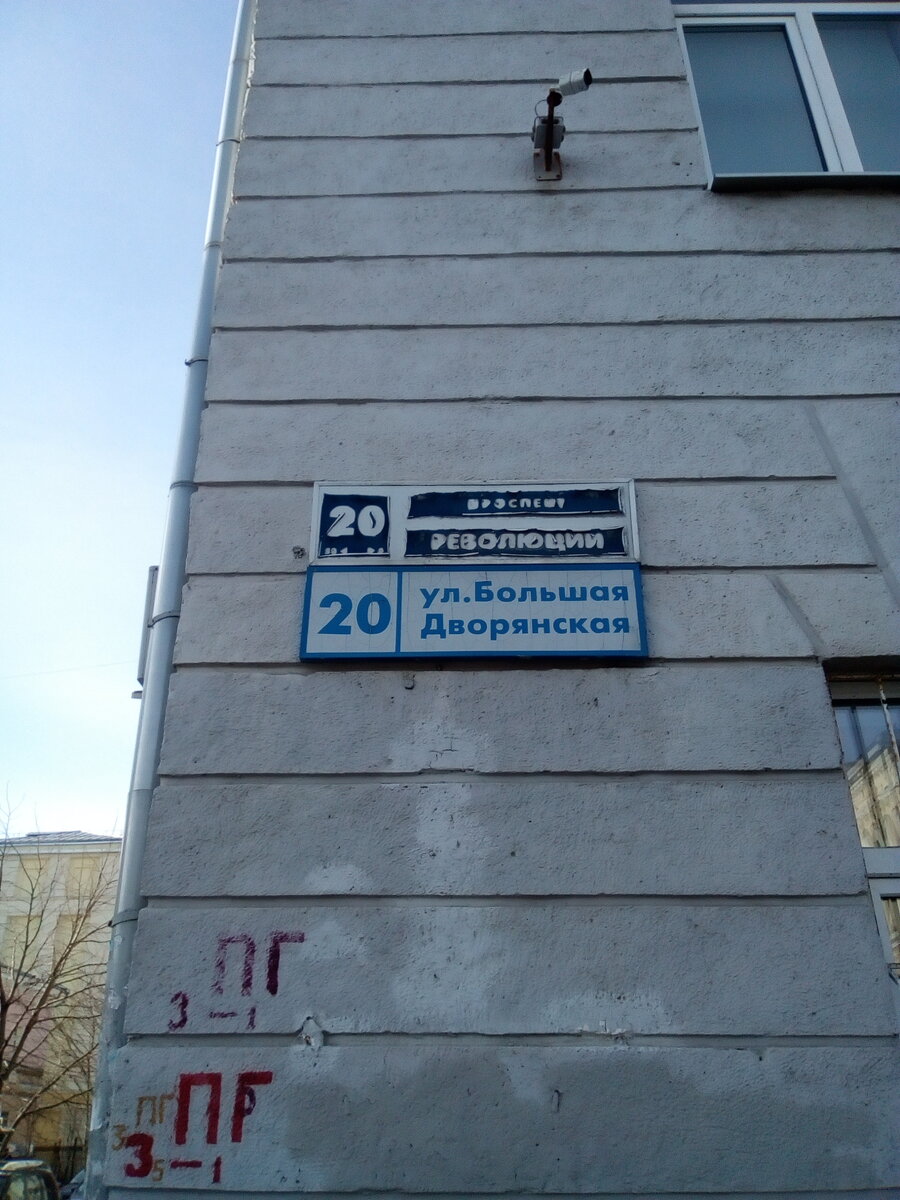 20
ПРОСПЕКТ
РЕВОЛЮЦИИ
20
ул.Большая
Дворянская
ПГ
3 – 1
ПГ
ПГ
3 – 1
5